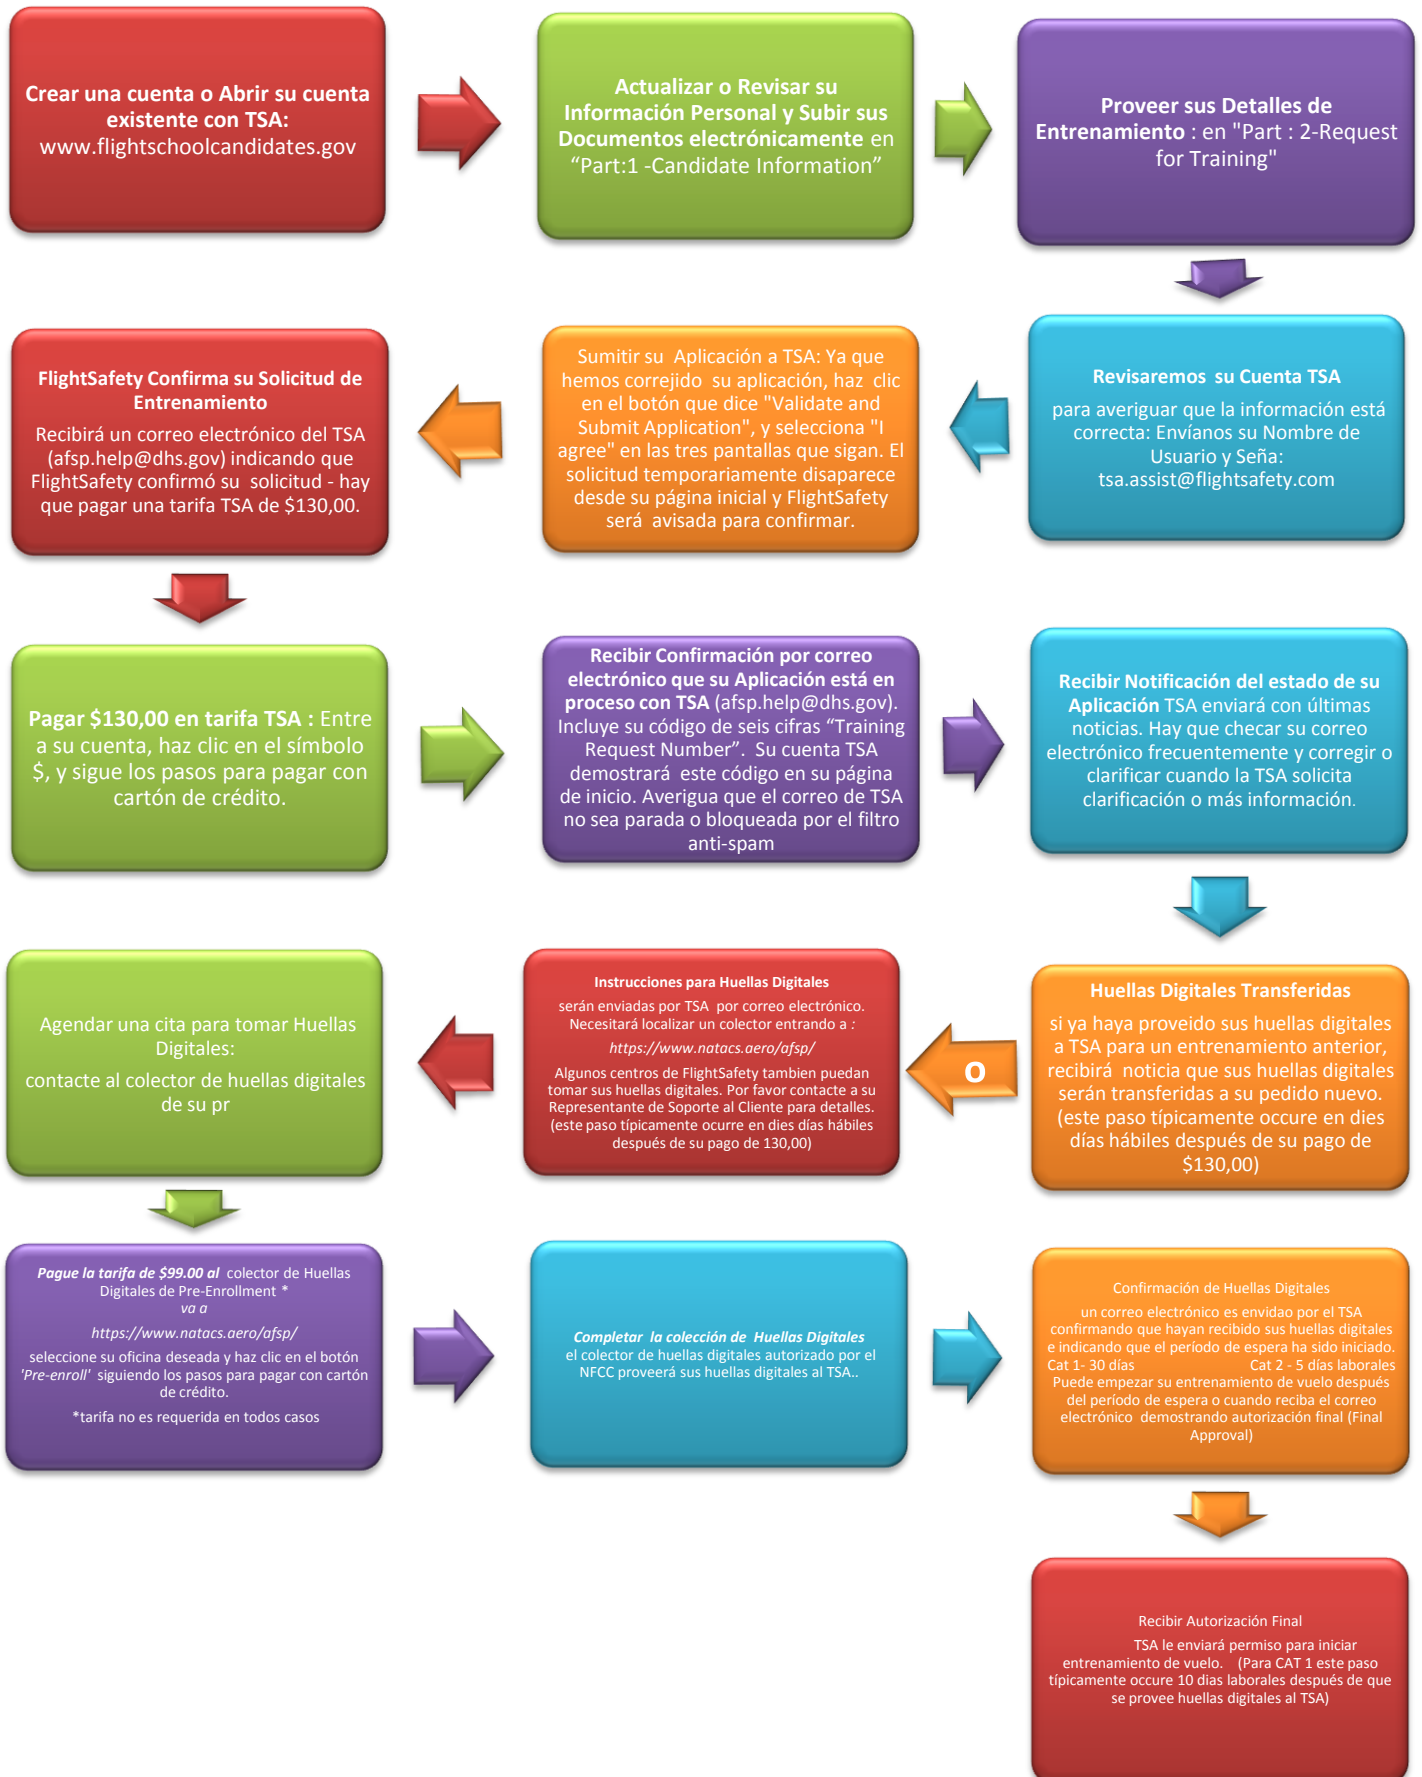 Crear una cuenta o Abrir su cuenta
existente con TSA:
www.flightschoolcandidates.gov
Actualizar o Revisar su
Información Personal y Subir sus
Documentos electrónicamente en
“Part:1 -Candidate Information”
Proveer sus Detalles de
Entrenamiento : en "Part : 2-Request
for Training"
Revisaremos su Cuenta TSA
para averiguar que la información está
correcta: Envíanos su Nombre de
Usuario y Seña:
tsa.assist@flightsafety.com
Sumitir su Aplicación a TSA: Ya que
hemos correjido su aplicación, haz clic
en el botón que dice "Validate and
Submit Application", y selecciona "I
agree" en las tres pantallas que sigan. El
solicitud temporariamente disaparece
desde su página inicial y FlightSafety
será avisada para confirmar.
FlightSafety Confirma su Solicitud de
Entrenamiento
Recibirá un correo electrónico del TSA
(afsp.help@dhs.gov) indicando que
FlightSafety confirmó su solicitud - hay
que pagar una tarifa TSA de $130,00.
Pagar $130,00 en tarifa TSA : Entre
a su cuenta, haz clic en el símbolo
$, y sigue los pasos para pagar con
cartón de crédito.
Recibir Confirmación por correo
electrónico que su Aplicación está en
proceso con TSA (afsp.help@dhs.gov).
Incluye su código de seis cifras “Training
Request Number”. Su cuenta TSA
demostrará este código en su página
de inicio. Averigua que el correo de TSA
no sea parada o bloqueada por el filtro
anti-spam
Recibir Notificación del estado de su
Aplicación TSA enviará con últimas
noticias. Hay que checar su correo
electrónico frecuentemente y corregir o
clarificar cuando la TSA solicita
clarificación o más información.
Huellas Digitales Transferidas
si ya haya proveido sus huellas digitales
a TSA para un entrenamiento anterior,
recibirá noticia que sus huellas digitales
serán transferidas a su pedido nuevo.
(este paso típicamente occure en dies
días hábiles después de su pago de
$130,00)
O
Instrucciones para Huellas Digitales
serán enviadas por TSA por correo electrónico.
Necesitará localizar un colector entrando a :
https://www.natacs.aero/afsp/
Algunos centros de FlightSafety tambien puedan
tomar sus huellas digitales. Por favor contacte a su
Representante de Soporte al Cliente para detalles.
(este paso típicamente ocurre en dies días hábiles
después de su pago de 130,00)
Agendar una cita para tomar Huellas
Digitales:
contacte al colector de huellas digitales
de su pr
Pague la tarifa de $99.00 al colector de Huellas
Digitales de Pre-Enrollment *
va a
https://www.natacs.aero/afsp/
seleccione su oficina deseada y haz clic en el botón
'Pre-enroll' siguiendo los pasos para pagar con cartón
de crédito.
*tarifa no es requerida en todos casos
Completar la colección de Huellas Digitales
el colector de huellas digitales autorizado por el
NFCC proveerá sus huellas digitales al TSA..
Confirmación de Huellas Digitales
un correo electrónico es envidao por el TSA
confirmando que hayan recibido sus huellas digitales
e indicando que el período de espera ha sido iniciado.
Cat 1- 30 días Cat 2 - 5 días laborales
Puede empezar su entrenamiento de vuelo después
del período de espera o cuando reciba el correo
electrónico demostrando autorización final (Final
Approval)
Recibir Autorización Final
TSA le enviará permiso para iniciar
entrenamiento de vuelo. (Para CAT 1 este paso
típicamente occure 10 dias laborales después de que
se provee huellas digitales al TSA)